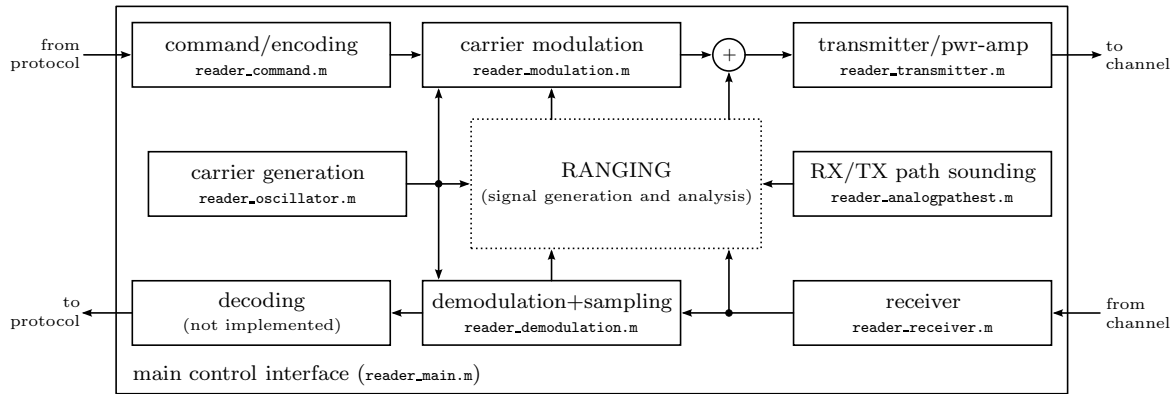 from
protocol
command/encoding
reader_command.m
carrier modulation
reader_modulation.m
+
transmitter/pwr-amp
reader_transmitter.m
to
channel
carrier generation
reader_oscillator.m
RANGING
(signal generation and analysis)
RX/TX path sounding
reader_analogpathest.m
to
protocol
decoding
(not implemented)
demodulation+sampling
reader_demodulation.m
receiver
reader_receiver.m
from
channel
main control interface (reader_main.m)